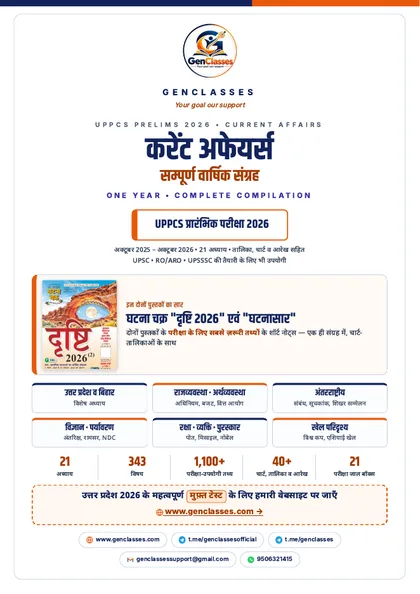 GenClasses
Your goal our support
GENCLASSES
Your goal our support
UPPCS PRELIMS 2026 • CURRENT AFFAIRS
करेंट अफेयर्स
सम्पूर्ण वार्षिक संग्रह
ONE YEAR • COMPLETE COMPILATION
UPPCS प्रारंभिक परीक्षा 2026
अक्टूबर 2025 – अक्टूबर 2026 • 21 अध्याय • तालिका, चार्ट व आरेख सहित
UPSC • RO/ARO • UPSSSC की तैयारी के लिए भी उपयोगी
दृष्टि
2026 (2)
इन दोनों पुस्तकों का सार
घटना चक्र "दृष्टि 2026" एवं "घटनासार"
दोनों पुस्तकों के परीक्षा के लिए सबसे ज़रूरी तथ्यों के शॉर्ट नोट्स — एक ही संग्रह में, चार्ट-
तालिकाओं के साथ
उत्तर प्रदेश व बिहार
विशेष अध्याय
राजव्यवस्था • अर्थव्यवस्था
अधिनियम, बजट, वित्त आयोग
अंतरराष्ट्रीय
संबंध, सूचकांक, शिखर सम्मेलन
विज्ञान • पर्यावरण
अंतरिक्ष, रामसर, NDC
रक्षा • व्यक्ति • पुरस्कार
पोत, मिसाइल, नोबेल
खेल परिदृश्य
विश्व कप, एशियाई खेल
21
अध्याय
343
विषय
1,100+
परीक्षा-उपयोगी तथ्य
40+
चार्ट, तालिका व आरेख
21
परीक्षा जाल बॉक्स
उत्तर प्रदेश 2026 के महत्वपूर्ण मुफ़्त टेस्ट के लिए हमारी वेबसाइट पर जाएँ
www.genclasses.com →
www.genclasses.com
t.me/genclassesofficial
t.me/genclasses
genclassessupport@gmail.com
9506321415